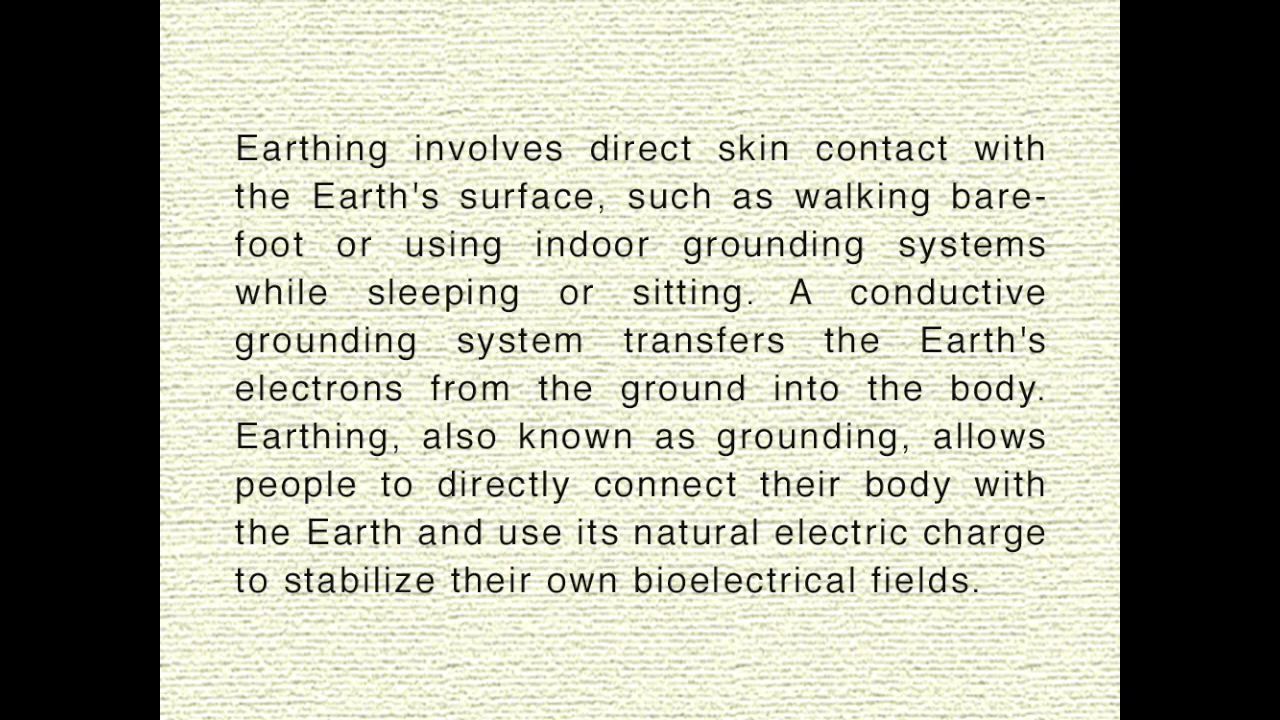 Earthing involves direct skin contact with
the Earth's surface, such as walking bare-
foot or using indoor grounding systems
while sleeping or sitting. A conductive
grounding system transfers the Earth's
electrons from the ground into the body.
Earthing, also known as grounding, allows
people to directly connect their body with
the Earth and use its natural electric charge
to stabilize their own bioelectrical fields.